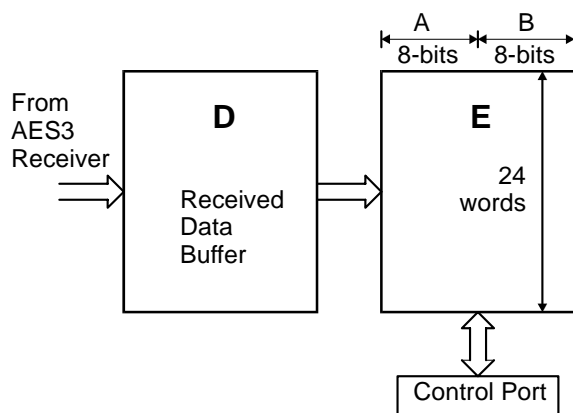 A B
8-bits 8-bits
From
AES3
Receiver
D
Received
Data
Buffer
E
24
words
Control Port